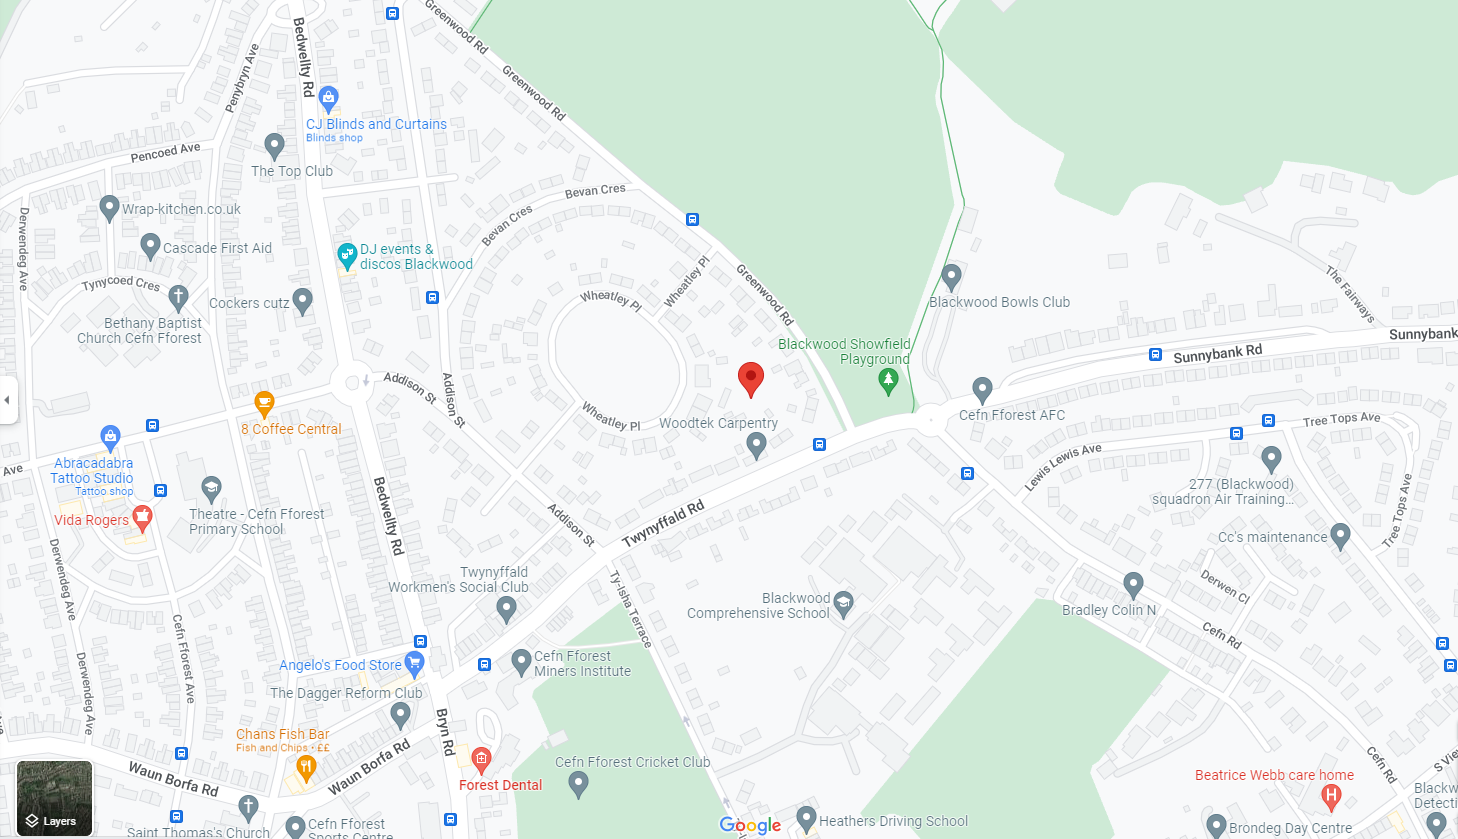 Greenwood Rd
Bedwellty Rd
Penybryn Ave
Greenwood Rd
CJ Blinds and Curtains
Blinds shop
Pencoed Ave
The Top Club
Bevan Cres
Bevan Cres
Wrap-kitchen.co.uk
Derwendeg Ave
Cascade First Aid
DJ events &
discos Blackwood
Wheatley Pl
Greenwood Rd
The Fairways
Tynycoed Cres
Cockers cutz
Wheatley Pl
Blackwood Bowls Club
Bethany Baptist
Church Cefn Fforest
Blackwood Showfield
Playground
Sunnybank Rd
Sunnybank
Addison St
Addison St
Wheatley Pl
Woodtek Carpentry
Cefn Fforest AFC
Tree Tops Ave
8 Coffee Central
Ave
Abracadabra
Tattoo Studio
Tattoo shop
Lewis Lewis Ave
277 (Blackwood)
squadron Air Training...
Tree Tops Ave
Bedwellty Rd
Theatre - Cefn Fforest
Primary School
Vida Rogers
Addison St
Twynyffald Rd
Cc's maintenance
Derwendeg Ave
Twynyffald
Workmen's Social Club
Ty-Isha Terrace
Blackwood
Comprehensive School
Derwen Cl
Bradley Colin N
Cefn Rd
Cefn Fforest Ave
Angelo's Food Store
Cefn Fforest
Miners Institute
The Dagger Reform Club
Derwendeg Ave
Bryn Rd
Chans Fish Bar
Fish and Chips · ££
Waun Borfa Rd
Waun Borfa Rd
Forest Dental
Cefn Fforest Cricket Club
Cefn Rd
S Vie
Beatrice Webb care home
Blackw
Detecti
Layers
Saint Thomas's Church
Cefn Fforest
Sports Centre
Google
Heathers Driving School
Brondeg Day Centre